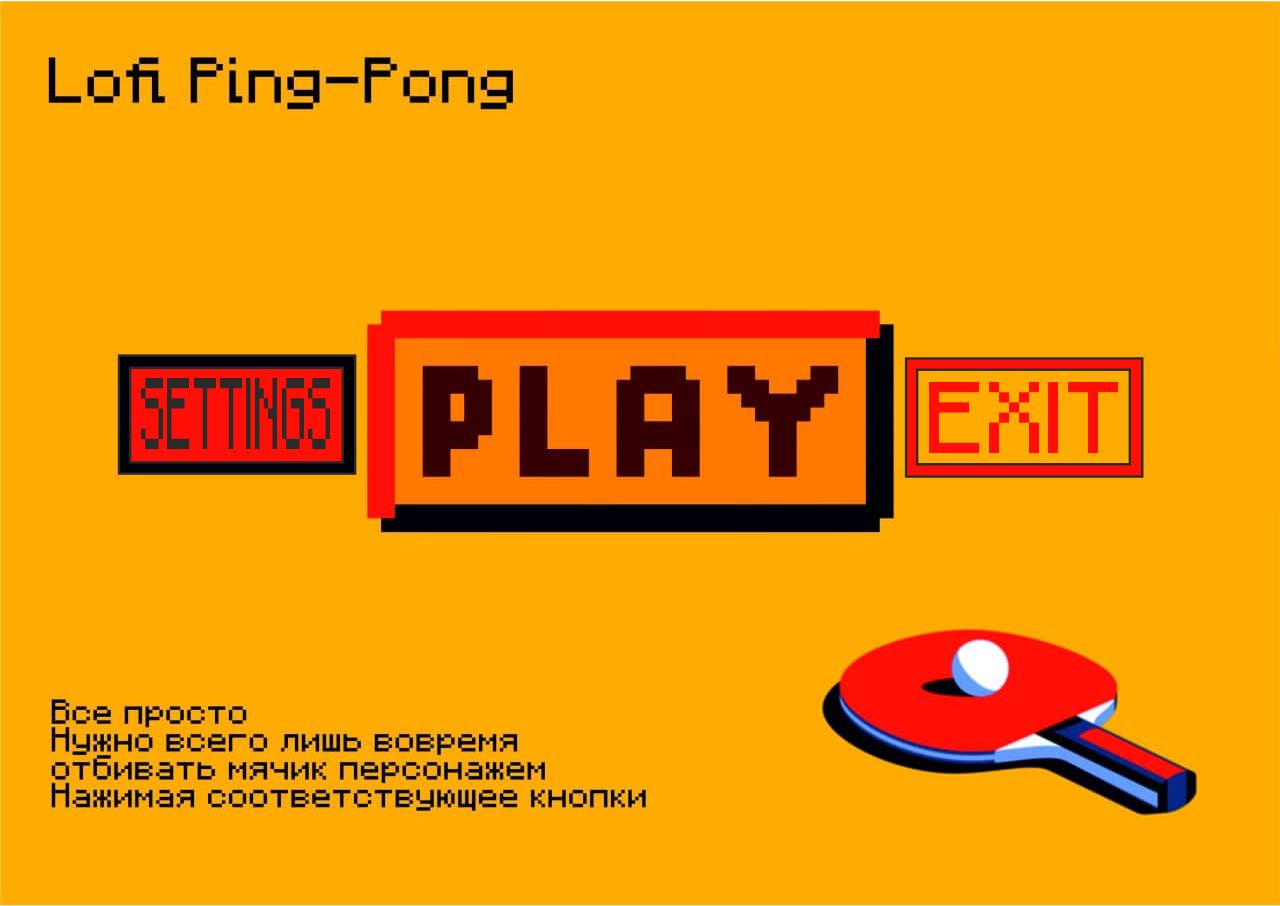 Lofi Ping-Pong
SETTINGS
PLAY
EXIT
Все просто
Нужно всего лишь вовремя
отбивать мячик персонажем
Нажимая соответствующее кнопки